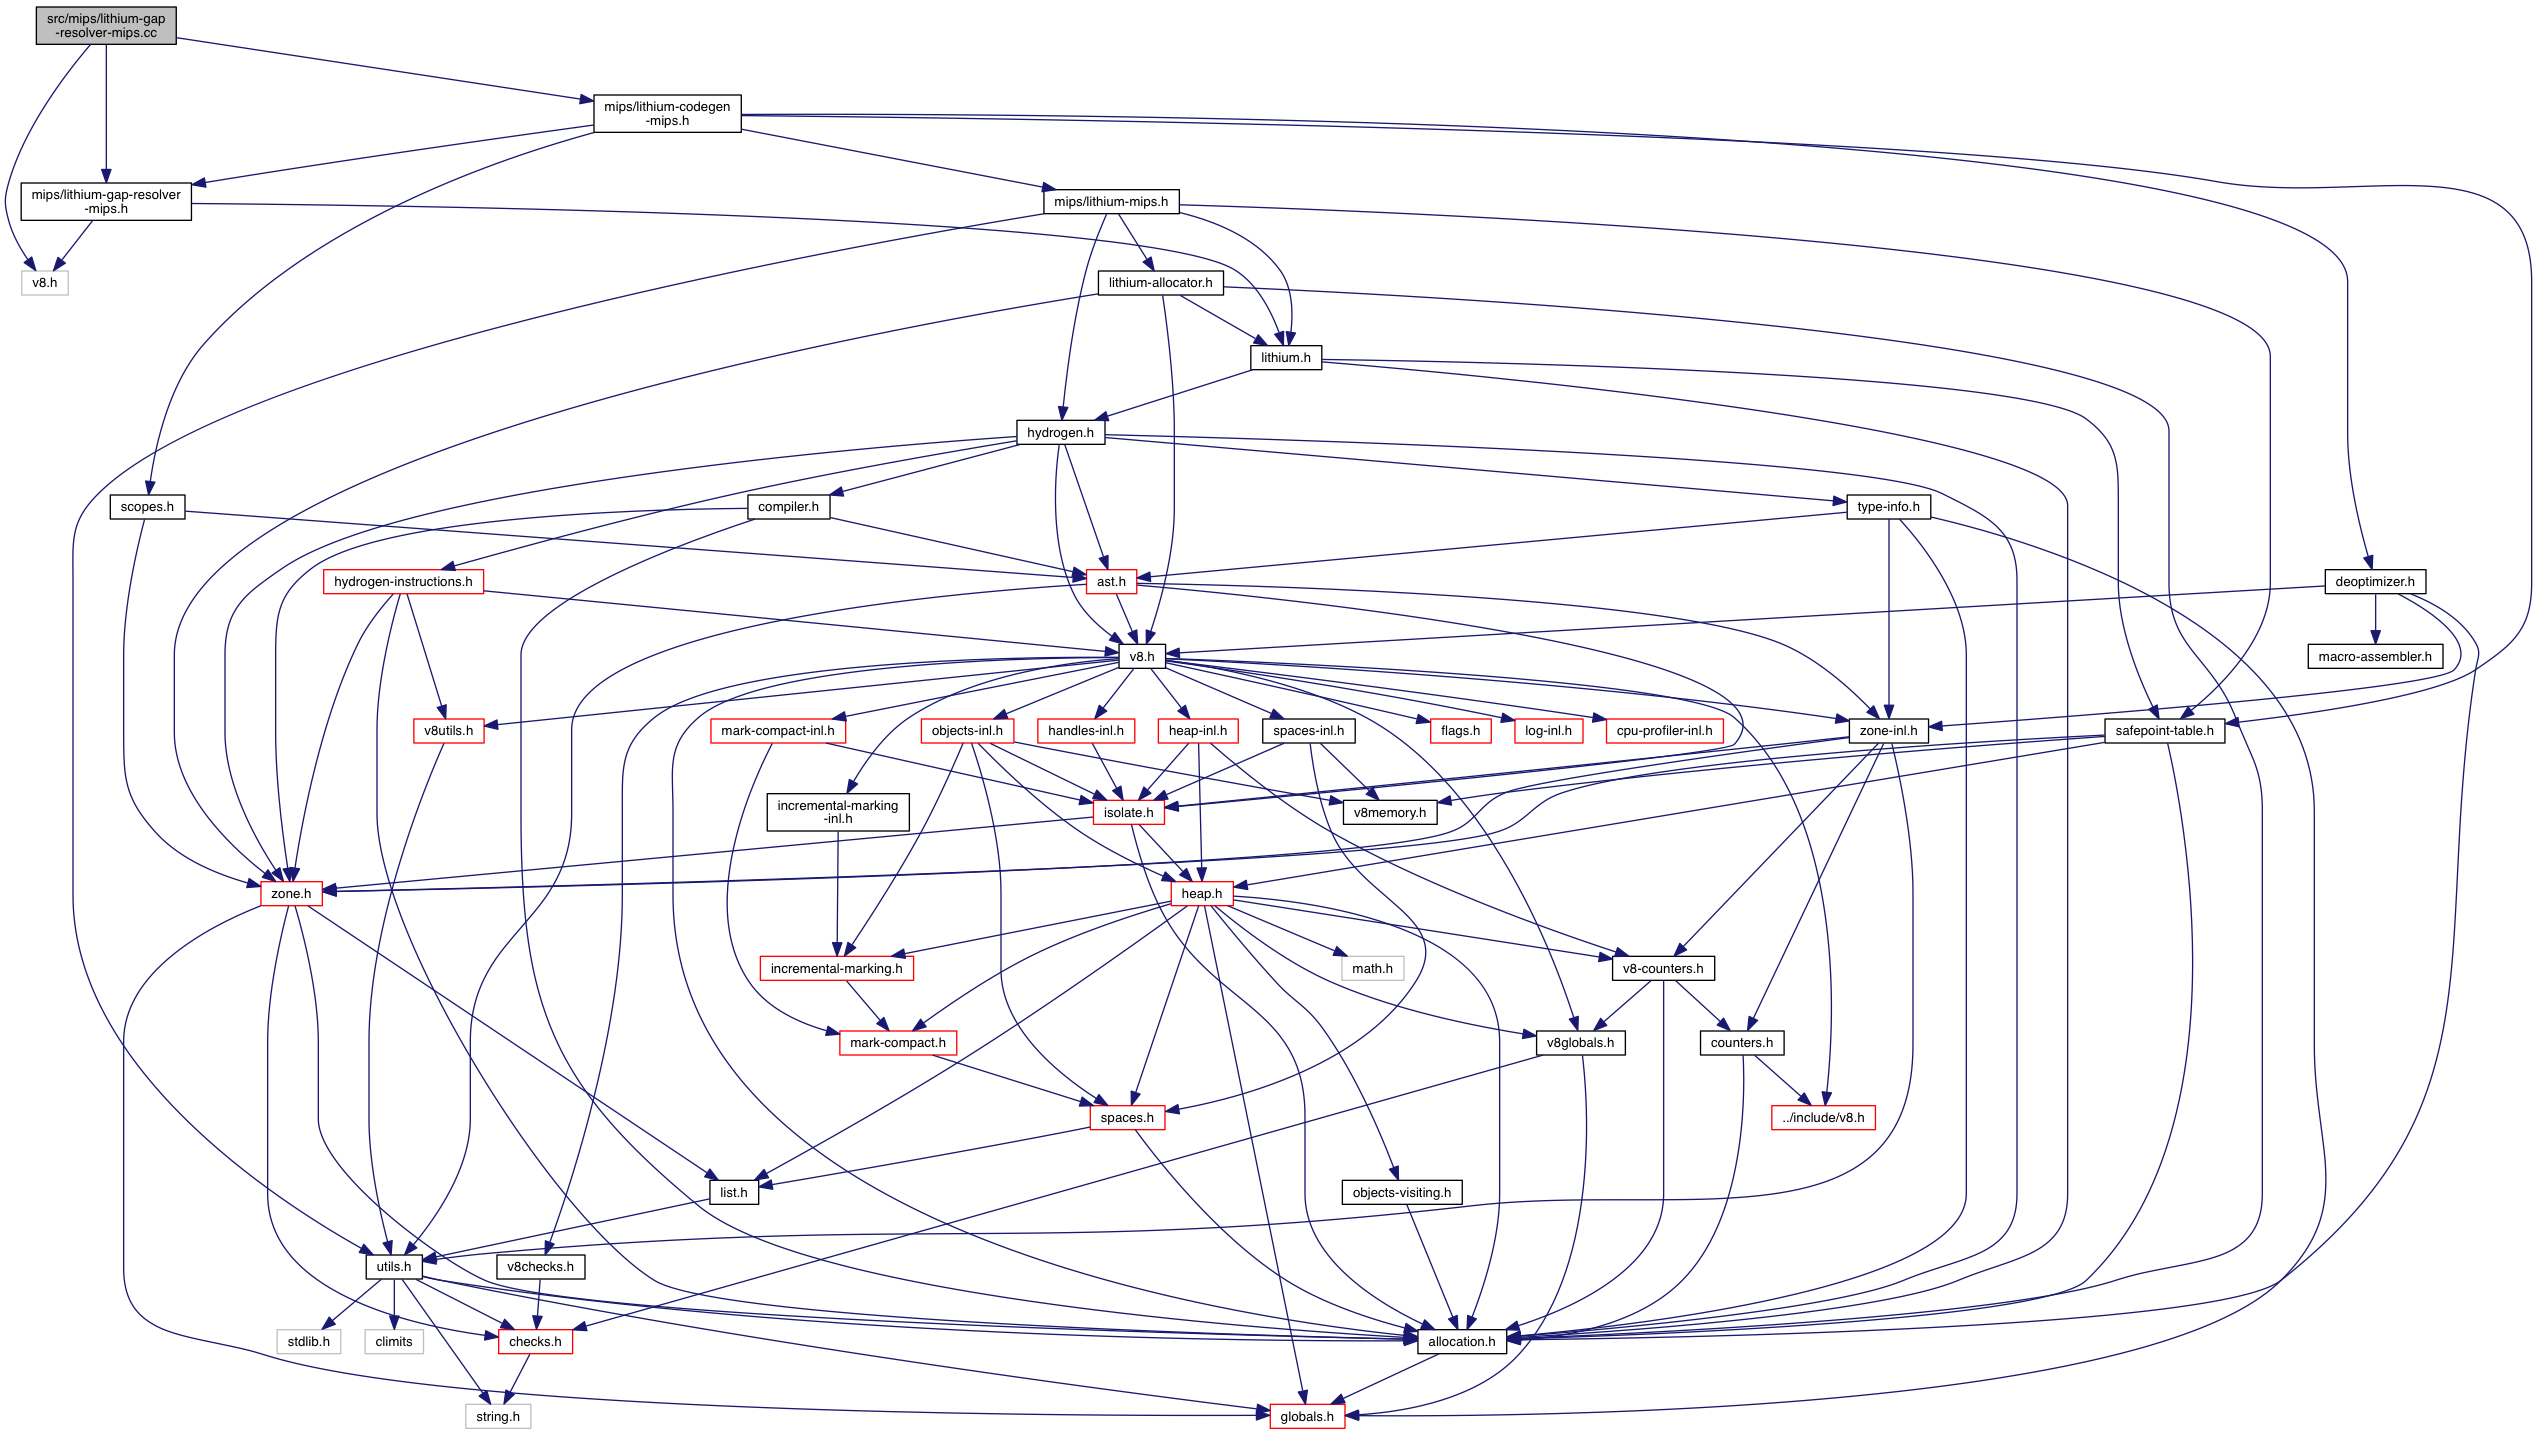 src/mips/lithium-gap
-resolver-mips.cc
mips/lithium-codegen
-mips.h
mips/lithium-gap-resolver
-mips.h
mips/lithium-mips.h
v8.h
lithium-allocator.h
lithium.h
hydrogen.h
scopes.h
compiler.h
type-info.h
hydrogen-instructions.h
ast.h
deoptimizer.h
v8.h
macro-assembler.h
v8utils.h
mark-compact-inl.h
objects-inl.h
handles-inl.h
heap-inl.h
spaces-inl.h
flags.h
log-inl.h
cpu-profiler-inl.h
zone-inl.h
safepoint-table.h
incremental-marking
-inl.h
isolate.h
v8memory.h
zone.h
heap.h
incremental-marking.h
math.h
v8-counters.h
mark-compact.h
v8globals.h
counters.h
spaces.h
../include/v8.h
list.h
objects-visiting.h
utils.h
v8checks.h
stdlib.h
climits
checks.h
allocation.h
string.h
globals.h